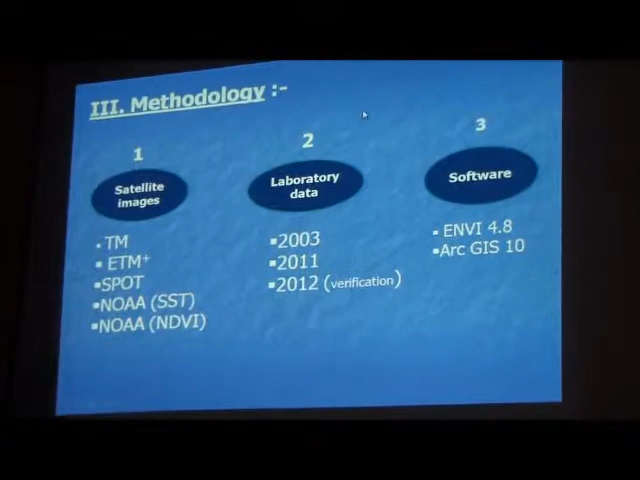 III. Methodology :-
1
Satellite
images
▪TM
▪ETM+
▪SPOT
▪NOAA (SST)
▪NOAA (NDVI)
2
Laboratory
data
▪2003
▪2011
▪2012 (verification)
3
Software
▪ENVI 4.8
▪Arc GIS 10